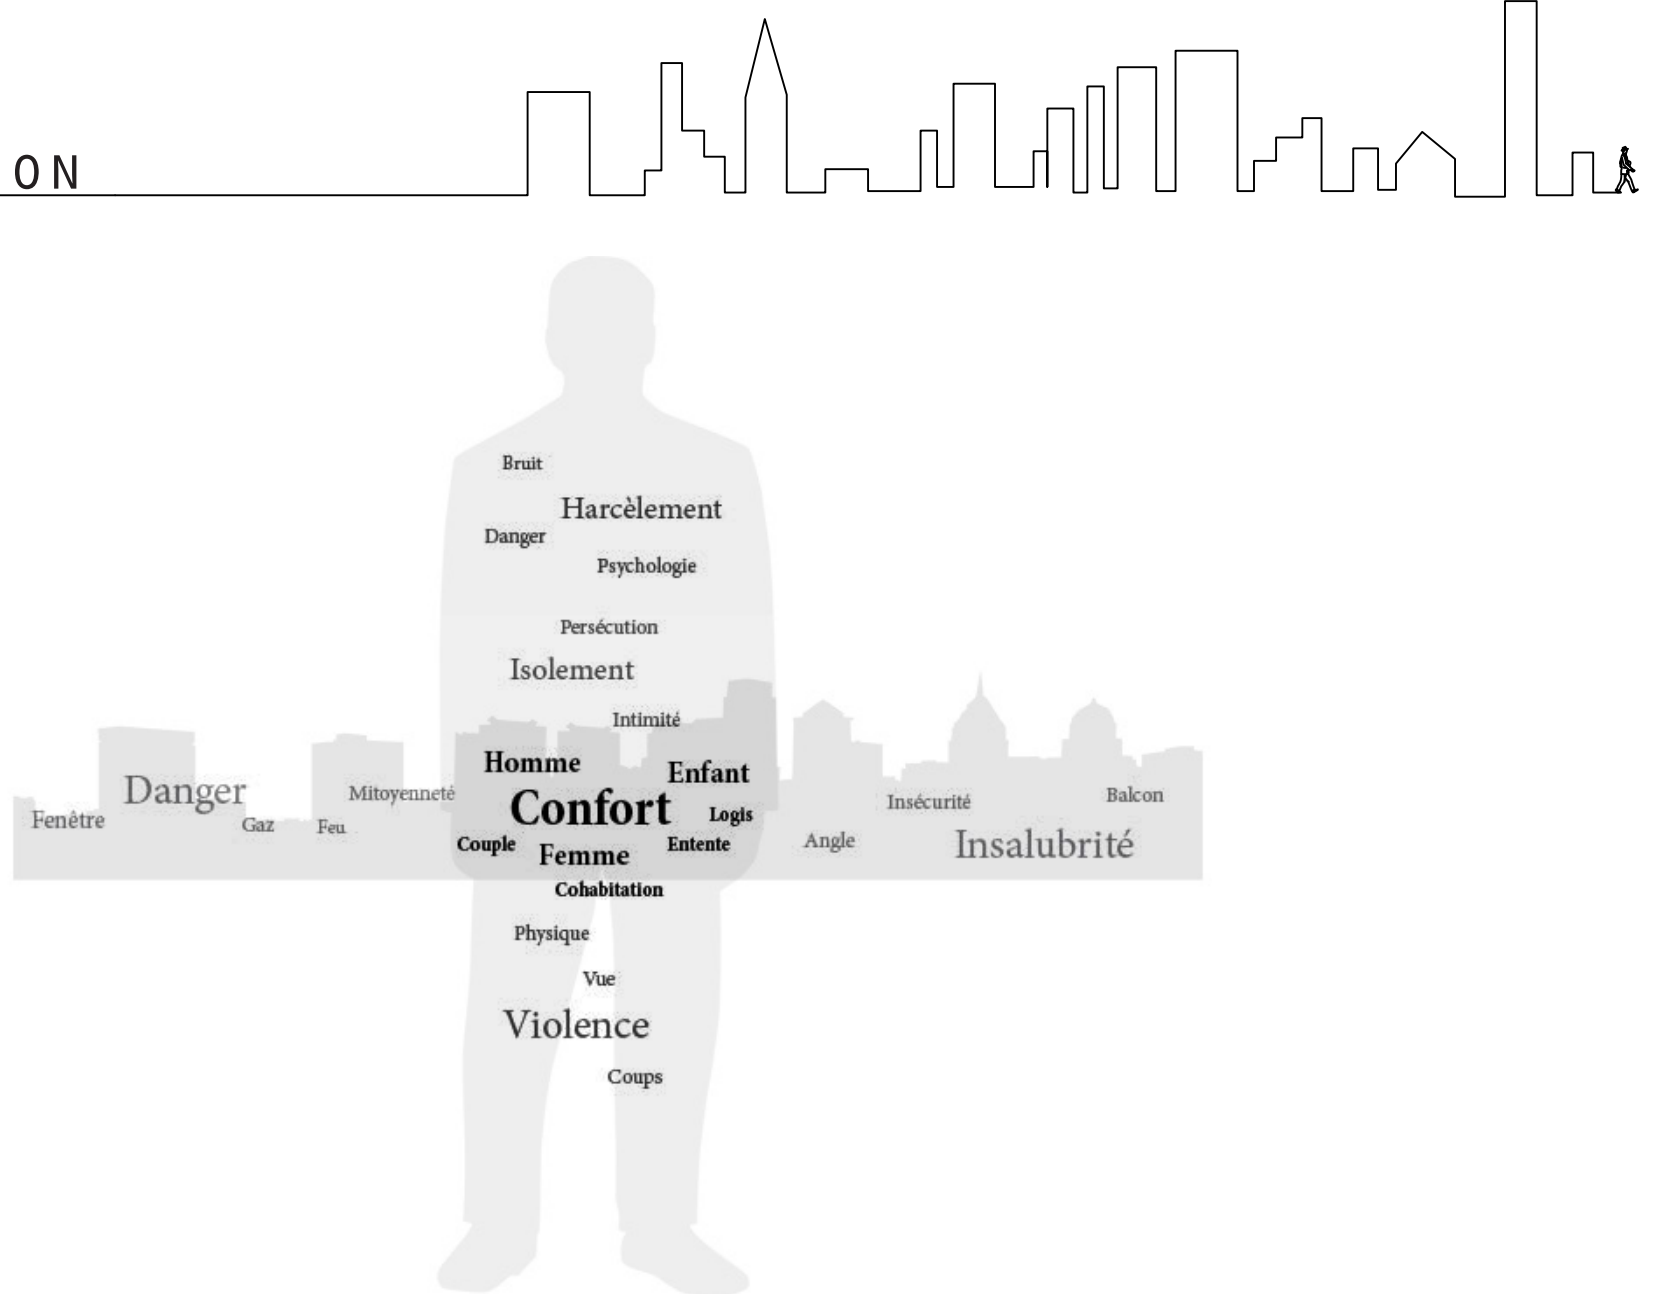 ON
Bruit
Harcèlement
Danger
Psychologie
Persécution
Isolement
Intimité
Homme
Enfant
Danger
Mitoyenneté
Confort
Logis
Insécurité
Balcon
Fenêtre
Gaz
Feu
Couple
Femme
Entente
Angle
Insalubrité
Cohabitation
Physique
Vue
Violence
Coups